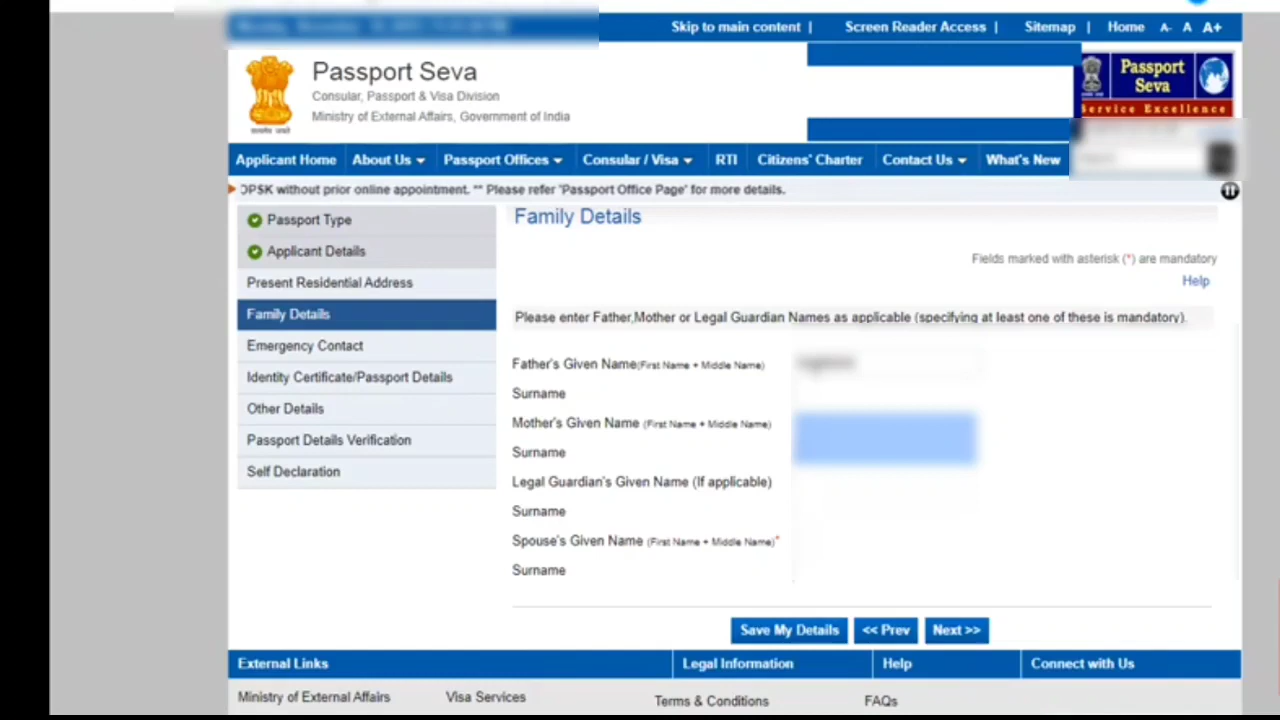 Skip to main content |
Screen Reader Access |
Sitemap |
Home
A-
A
A+
Passport Seva
Consular, Passport & Visa Division
Ministry of External Affairs, Government of India
सत्यमेव जयते
Passport
Seva
Service Excellence
Applicant Home
About Us
Passport Offices
Consular / Visa
RTI
Citizens' Charter
Contact Us
What's New
OPSK without prior online appointment. ** Please refer 'Passport Office Page' for more details.
Passport Type
Applicant Details
Present Residential Address
Family Details
Emergency Contact
Identity Certificate/Passport Details
Other Details
Passport Details Verification
Self Declaration
Family Details
Fields marked with asterisk (*) are mandatory
Help
Please enter Father,Mother or Legal Guardian Names as applicable (specifying at least one of these is mandatory).
Father's Given Name(First Name + Middle Name)
Surname
Mother's Given Name (First Name + Middle Name)
Surname
Legal Guardian's Given Name (If applicable)
Surname
Spouse's Given Name (First Name + Middle Name)*
Surname
Save My Details
<< Prev
Next >>
External Links
Legal Information
Help
Connect with Us
Ministry of External Affairs
Visa Services
Terms & Conditions
FAQs